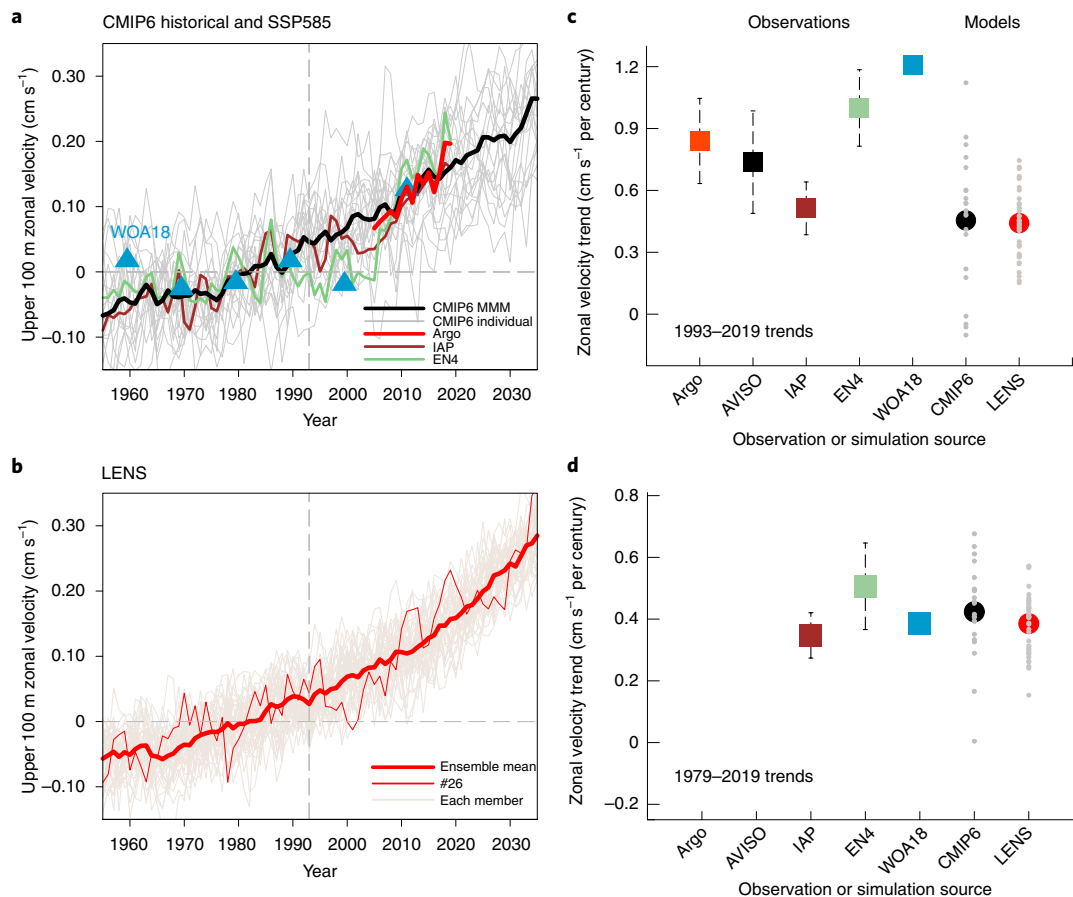 a
CMIP6 historical and SSP585
Upper 100 m zonal velocity (cm s⁻¹)
0.30
0.20
0.10
0
−0.10
WOA18
CMIP6 MMM
CMIP6 individual
Argo
IAP
EN4
1960 1970 1980 1990 2000 2010 2020 2030
Year
b
LENS
Upper 100 m zonal velocity (cm s⁻¹)
0.30
0.20
0.10
0
−0.10
Ensemble mean
#26
Each member
1960 1970 1980 1990 2000 2010 2020 2030
Year
c
Observations Models
Zonal velocity trend (cm s⁻¹ per century)
1.2
0.9
0.6
0.3
0
1993–2019 trends
Argo AVISO IAP EN4 WOA18 CMIP6 LENS
Observation or simulation source
d
Zonal velocity trend (cm s⁻¹ per century)
0.8
0.6
0.4
0.2
0
−0.2
1979–2019 trends
Argo AVISO IAP EN4 WOA18 CMIP6 LENS
Observation or simulation source